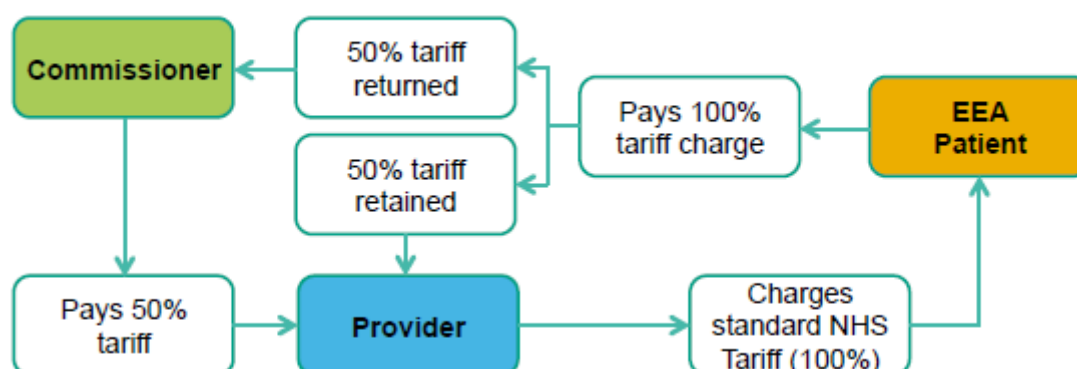 Commissioner
50% tariff
returned
Pays 100%
tariff charge
EEA
Patient
50% tariff
retained
Pays 50%
tariff
Provider
Charges
standard NHS
Tariff (100%)